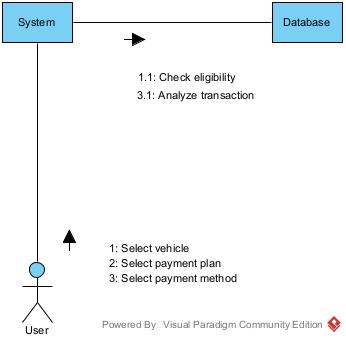 System
Database
1.1: Check eligibility
3.1: Analyze transaction
1: Select vehicle
2: Select payment plan
3: Select payment method
User
Powered By: Visual Paradigm Community Edition